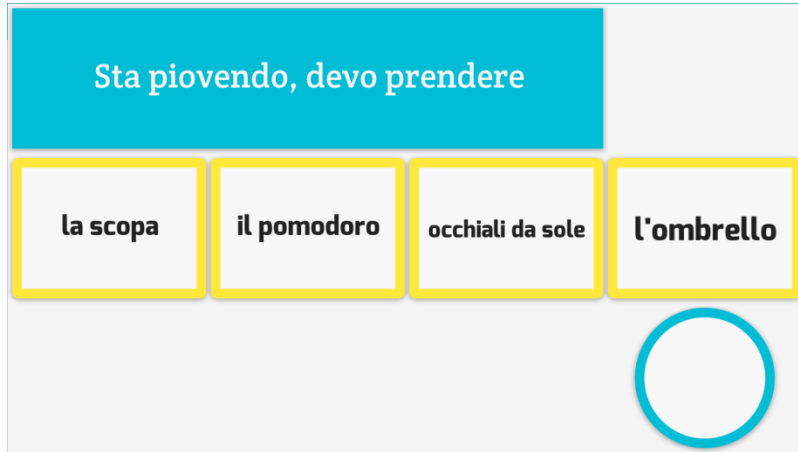 Sta piovendo, devo prendere
la scopa
il pomodoro
occhiali da sole
l'ombrello